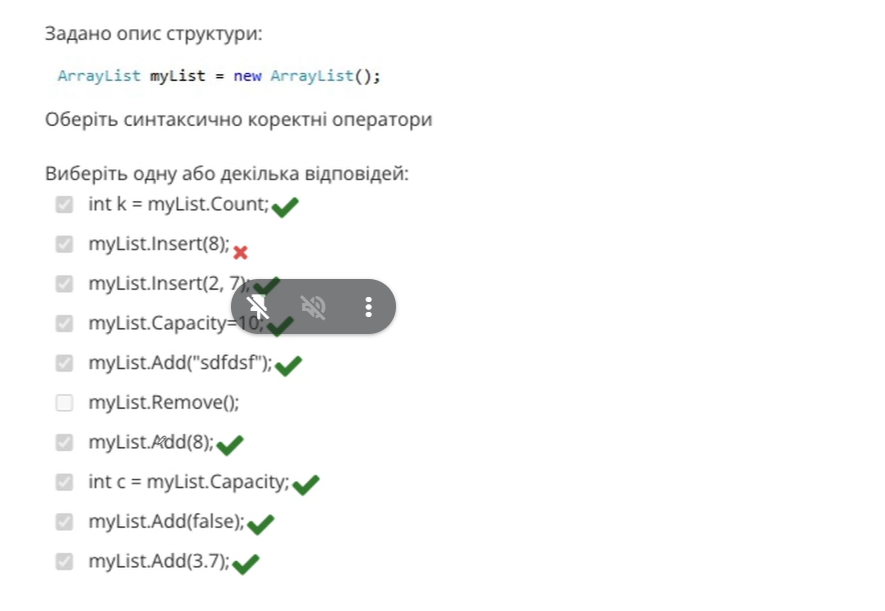 Задано опис структури:
ArrayList myList = new ArrayList();
Оберіть синтаксично коректні оператори
Виберіть одну або декілька відповідей:
int k = myList.Count;
myList.Insert(8);
myList.Insert(2, 7);
myList.Capacity=10;
myList.Add("sdfdsf");
myList.Remove();
myList.Add(8);
int c = myList.Capacity;
myList.Add(false);
myList.Add(3.7);